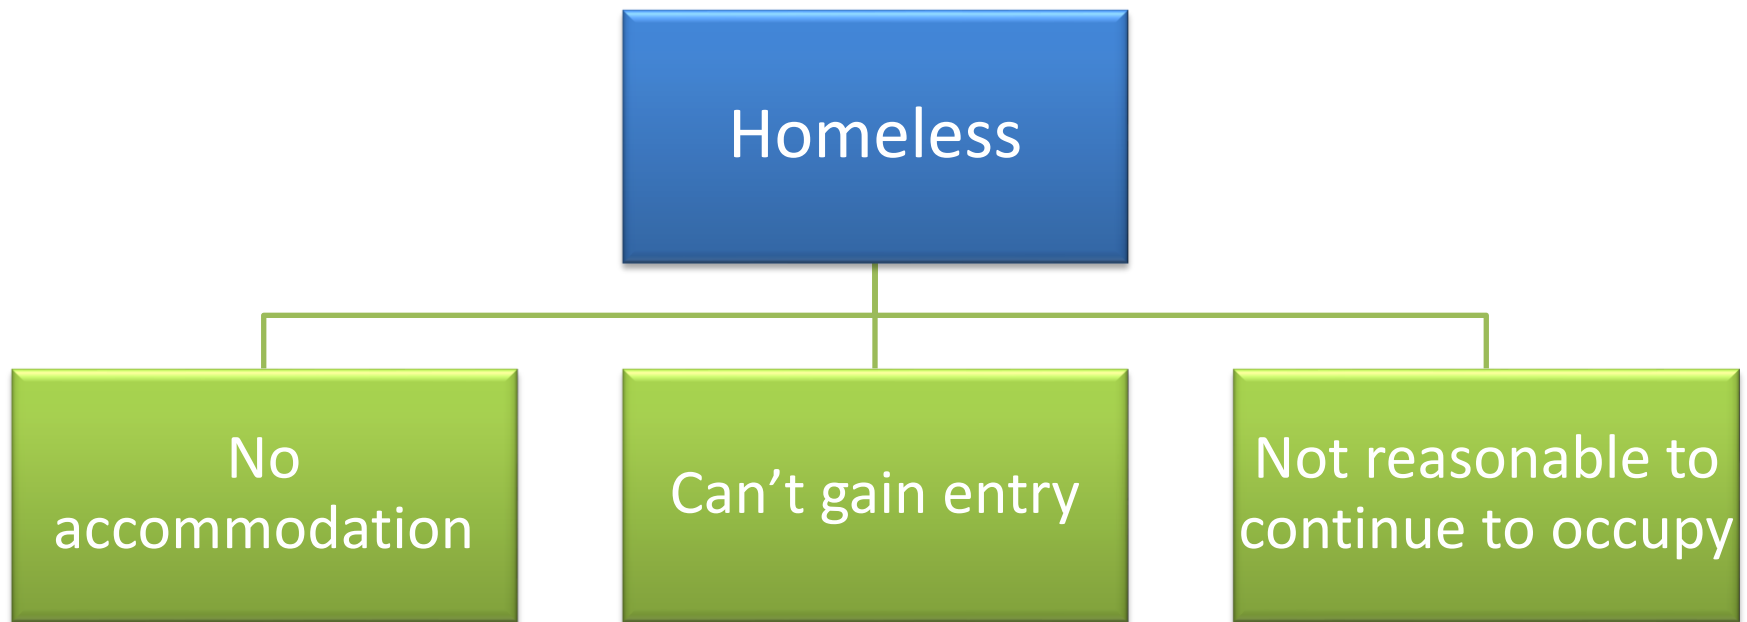 Homeless
No
accommodation
Can’t gain entry
Not reasonable to
continue to occupy